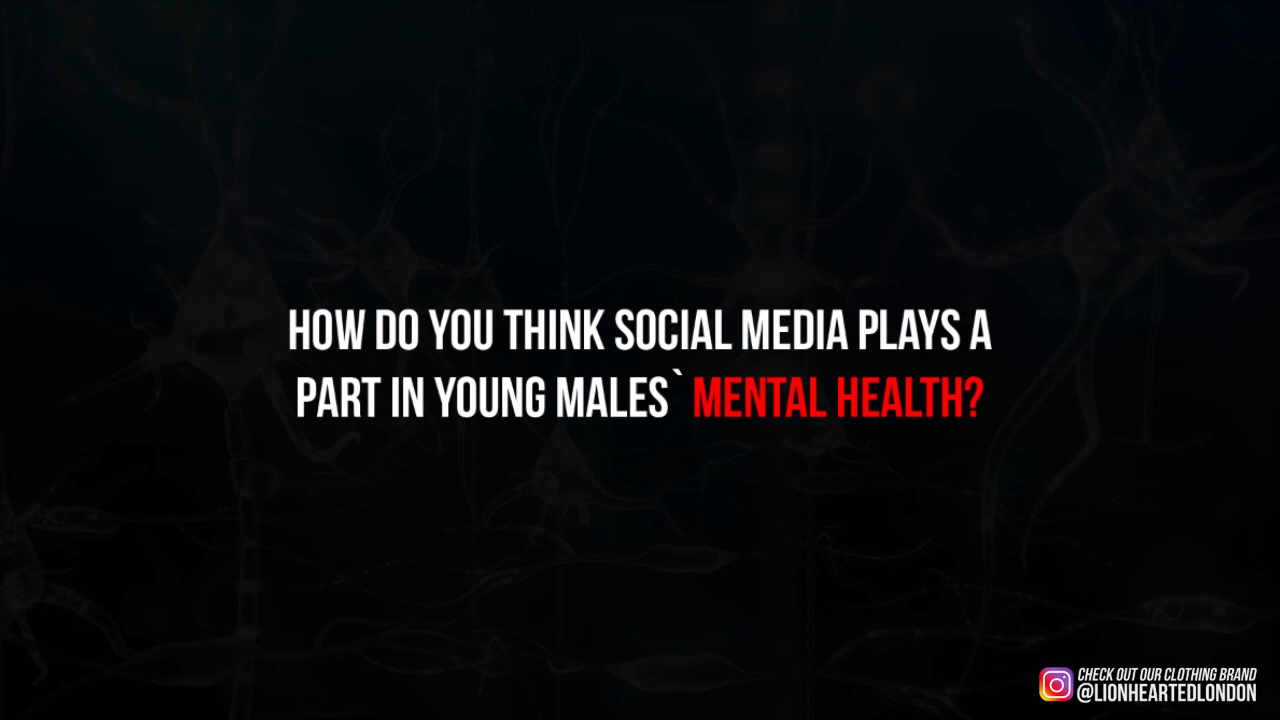 HOW DO YOU THINK SOCIAL MEDIA PLAYS A
PART IN YOUNG MALES` MENTAL HEALTH?
CHECK OUT OUR CLOTHING BRAND
@LIONHEARTEDLONDON